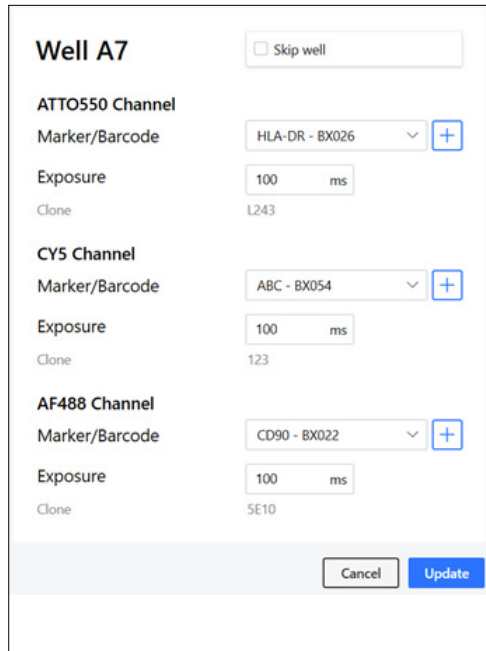 Well A7
Skip well
ATTO550 Channel
Marker/Barcode HLA-DR - BX026
Exposure 100 ms
Clone L243
CY5 Channel
Marker/Barcode ABC - BX054
Exposure 100 ms
Clone 123
AF488 Channel
Marker/Barcode CD90 - BX022
Exposure 100 ms
Clone 5E10
Cancel Update